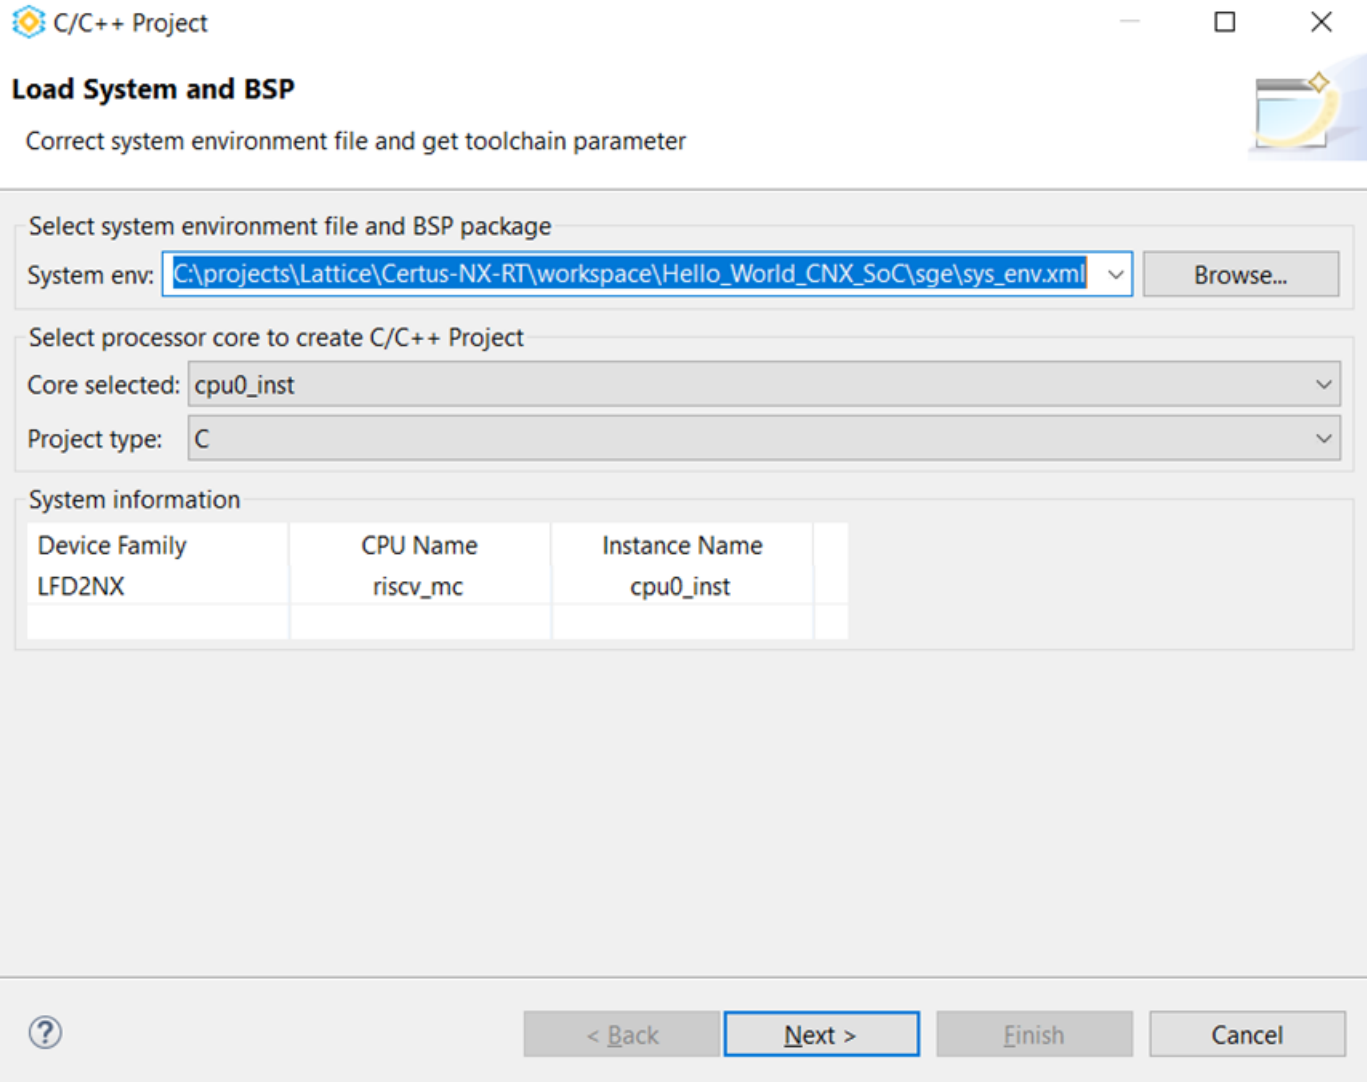 C/C++ Project
Load System and BSP
Correct system environment file and get toolchain parameter
Select system environment file and BSP package
System env: C:\projects\Lattice\Certus-NX-RT\workspace\Hello_World_CNX_SoC\sge\sys_env.xml Browse...
Select processor core to create C/C++ Project
Core selected: cpu0_inst
Project type: C
System information
Device Family CPU Name Instance Name
LFD2NX riscv_mc cpu0_inst
? < Back Next > Finish Cancel